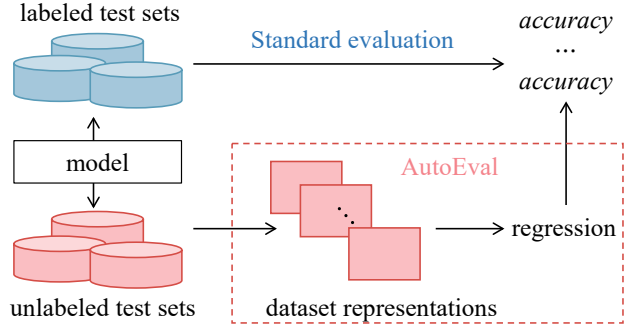 labeled test sets
Standard evaluation
accuracy
...
accuracy
model
AutoEval
regression
unlabeled test sets
dataset representations